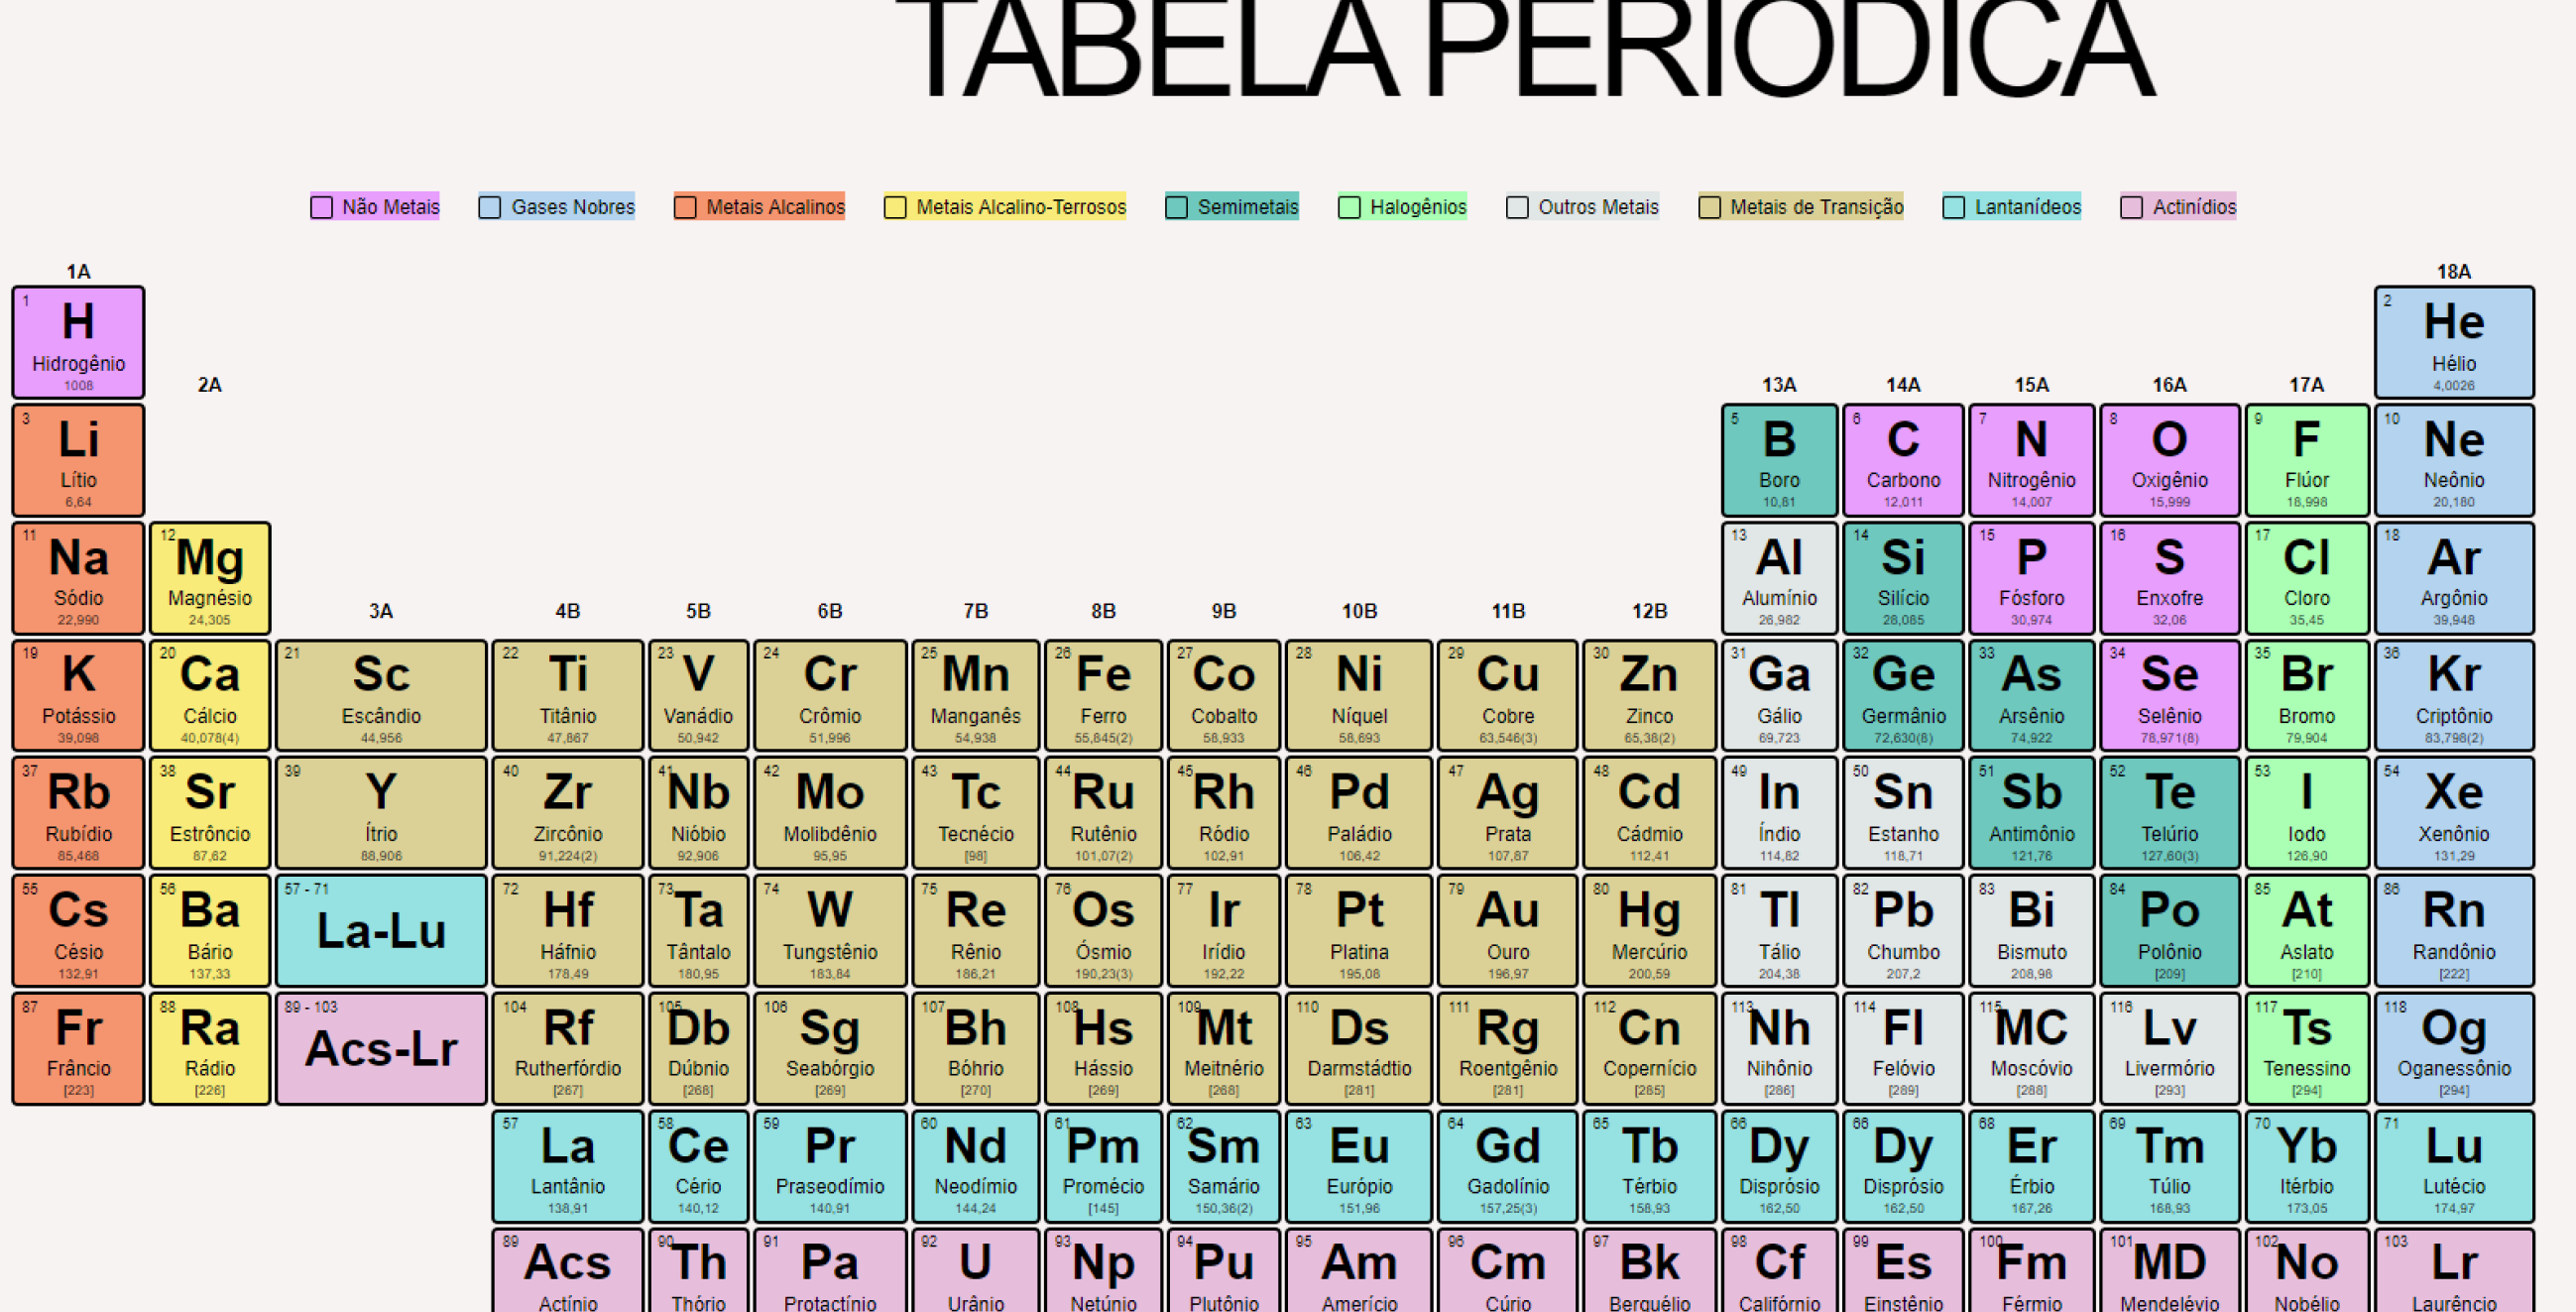 TABELA PERIÓDICA
Não Metais Gases Nobres Metais Alcalinos Metais Alcalino-Terrosos Semimetais Halogênios Outros Metais Metais de Transição Lantanídeos Actinídios
1A 18A
1 2
H He
Hidrogênio Hélio
1008 4,0026
2A 13A 14A 15A 16A 17A
3 5 6 7 8 9 10
Li B C N O F Ne
Lítio Boro Carbono Nitrogênio Oxigênio Flúor Neônio
6,64 10,81 12,011 14,007 15,999 18,998 20,180
11 12 13 14 15 16 17 18
Na Mg Al Si P S Cl Ar
Sódio Magnésio Alumínio Silício Fósforo Enxofre Cloro Argônio
22,990 24,305 26,982 28,085 30,974 32,06 35,45 39,948
3A 4B 5B 6B 7B 8B 9B 10B 11B 12B
19 20 21 22 23 24 25 26 27 28 29 30 31 32 33 34 35 36
K Ca Sc Ti V Cr Mn Fe Co Ni Cu Zn Ga Ge As Se Br Kr
Potássio Cálcio Escândio Titânio Vanádio Crômio Manganês Ferro Cobalto Níquel Cobre Zinco Gálio Germânio Arsênio Selênio Bromo Criptônio
39,098 40,078(4) 44,956 47,867 50,942 51,996 54,938 55,845(2) 58,933 58,693 63,546(3) 65,38(2) 69,723 72,630(8) 74,922 78,971(8) 79,904 83,798(2)
37 38 39 40 41 42 43 44 45 46 47 48 49 50 51 52 53 54
Rb Sr Y Zr Nb Mo Tc Ru Rh Pd Ag Cd In Sn Sb Te I Xe
Rubídio Estrôncio Ítrio Zircônio Nióbio Molibdênio Tecnécio Rutênio Ródio Paládio Prata Cádmio Índio Estanho Antimônio Telúrio Iodo Xenônio
85,468 87,62 88,906 91,224(2) 92,906 95,95 [98] 101,07(2) 102,91 106,42 107,87 112,41 114,82 118,71 121,76 127,60(3) 126,90 131,29
55 56 57 - 71 72 73 74 75 76 77 78 79 80 81 82 83 84 85 86
Cs Ba La-Lu Hf Ta W Re Os Ir Pt Au Hg Tl Pb Bi Po At Rn
Césio Bário Háfnio Tântalo Tungstênio Rênio Ósmio Irídio Platina Ouro Mercúrio Tálio Chumbo Bismuto Polônio Aslato Randônio
132,91 137,33 178,49 180,95 183,84 186,21 190,23(3) 192,22 195,08 196,97 200,59 204,38 207,2 208,98 [209] [210] [222]
87 88 89 - 103 104 105 106 107 108 109 110 111 112 113 114 115 116 117 118
Fr Ra Acs-Lr Rf Db Sg Bh Hs Mt Ds Rg Cn Nh Fl MC Lv Ts Og
Frâncio Rádio Rutherfórdio Dúbnio Seabórgio Bóhrio Hássio Meitnério Darmstádtio Roentgênio Copernício Nihônio Felóvio Moscóvio Livermório Tenessino Oganessônio
[223] [226] [267] [268] [269] [270] [269] [268] [281] [281] [285] [286] [289] [288] [293] [294] [294]
57 58 59 60 61 62 63 64 65 66 66 68 69 70 71
La Ce Pr Nd Pm Sm Eu Gd Tb Dy Dy Er Tm Yb Lu
Lantânio Cério Praseodímio Neodímio Promécio Samário Európio Gadolínio Térbio Disprósio Disprósio Érbio Túlio Itérbio Lutécio
138,91 140,12 140,91 144,24 [145] 150,36(2) 151,96 157,25(3) 158,93 162,50 162,50 167,26 168,93 173,05 174,97
89 90 91 92 93 94 95 96 97 98 99 100 101 102 103
Acs Th Pa U Np Pu Am Cm Bk Cf Es Fm MD No Lr
Actínio Thório Protactínio Urânio Netúnio Plutônio Amerício Cúrio Berquélio Califórnio Einstênio Férmio Mendelévio Nobélio Laurêncio